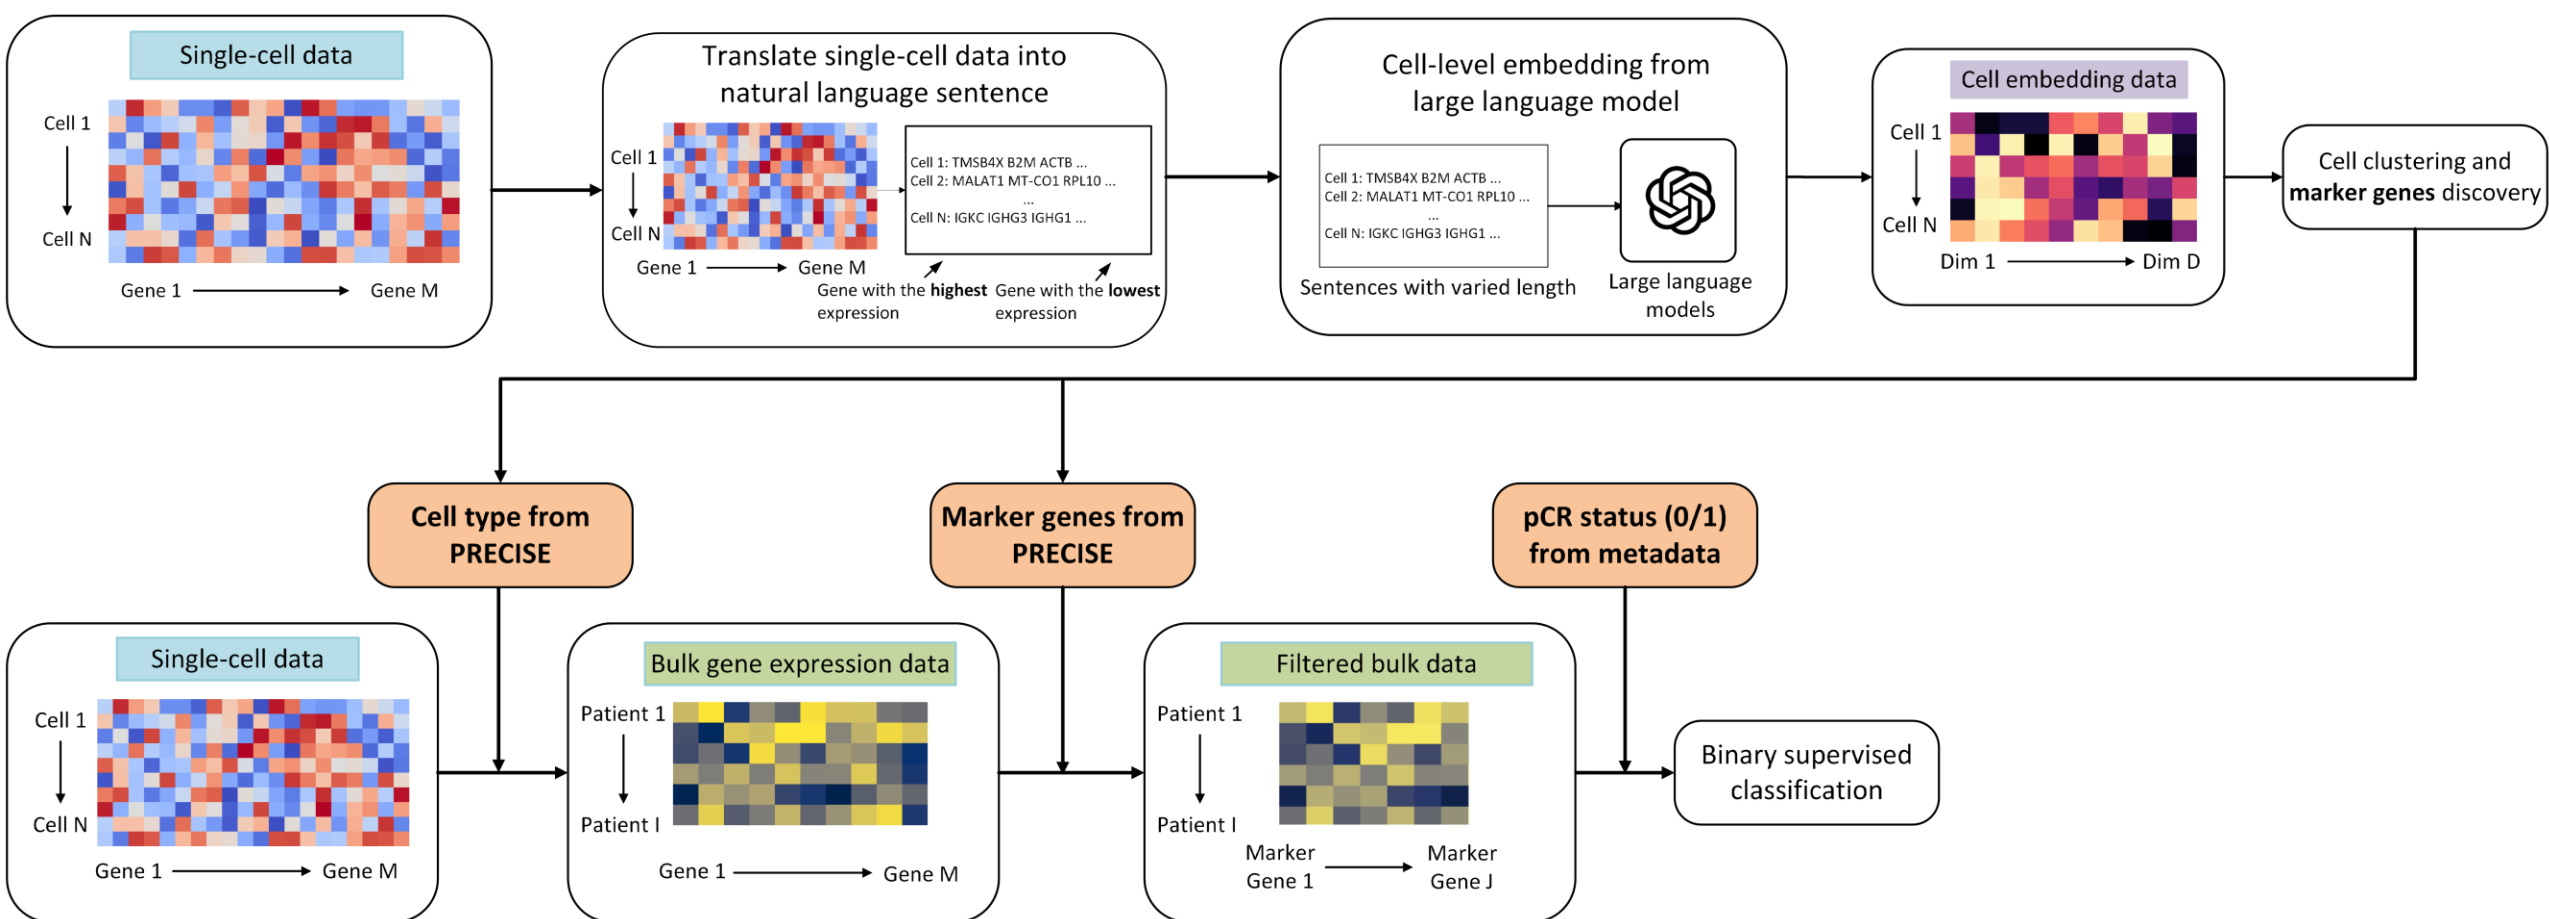 Single-cell data
Cell 1
Cell N
Gene 1
Gene M
Translate single-cell data into
natural language sentence
Cell 1
Cell N
Gene 1
Gene M
Cell 1: TMSB4X B2M ACTB ...
Cell 2: MALAT1 MT-CO1 RPL10 ...
...
Cell N: IGKC IGHG3 IGHG1 ...
Gene with the highest
expression
Gene with the lowest
expression
Cell-level embedding from
large language model
Cell 1: TMSB4X B2M ACTB ...
Cell 2: MALAT1 MT-CO1 RPL10 ...
...
Cell N: IGKC IGHG3 IGHG1 ...
Sentences with varied length
Large language
models
Cell embedding data
Cell 1
Cell N
Dim 1
Dim D
Cell clustering and
marker genes discovery
Cell type from
PRECISE
Marker genes from
PRECISE
pCR status (0/1)
from metadata
Single-cell data
Cell 1
Cell N
Gene 1
Gene M
Bulk gene expression data
Patient 1
Patient I
Gene 1
Gene M
Filtered bulk data
Patient 1
Patient I
Marker
Gene 1
Marker
Gene J
Binary supervised
classification